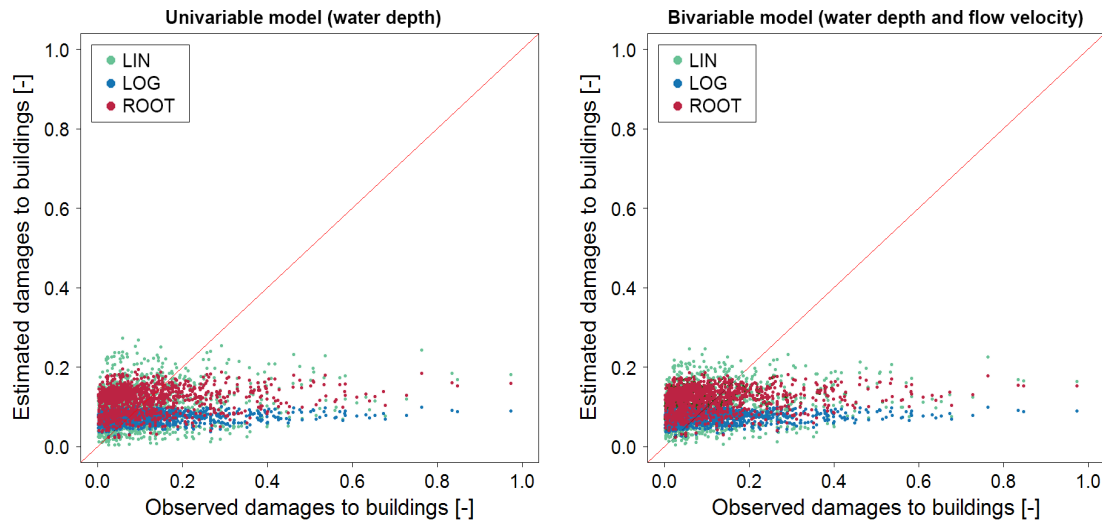 Univariable model (water depth)
1.0
0.8
0.6
0.4
0.2
0.0
Estimated damages to buildings [-]
LIN
LOG
ROOT
0.0 0.2 0.4 0.6 0.8 1.0
Observed damages to buildings [-]
Bivariable model (water depth and flow velocity)
1.0
0.8
0.6
0.4
0.2
0.0
Estimated damages to buildings [-]
LIN
LOG
ROOT
0.0 0.2 0.4 0.6 0.8 1.0
Observed damages to buildings [-]